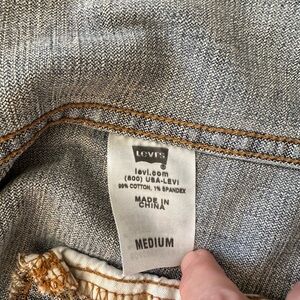 Levi's
levi.com
(800) USA-LEVI
99% COTTON, 1% SPANDEX
MADE IN
CHINA
MEDIUM